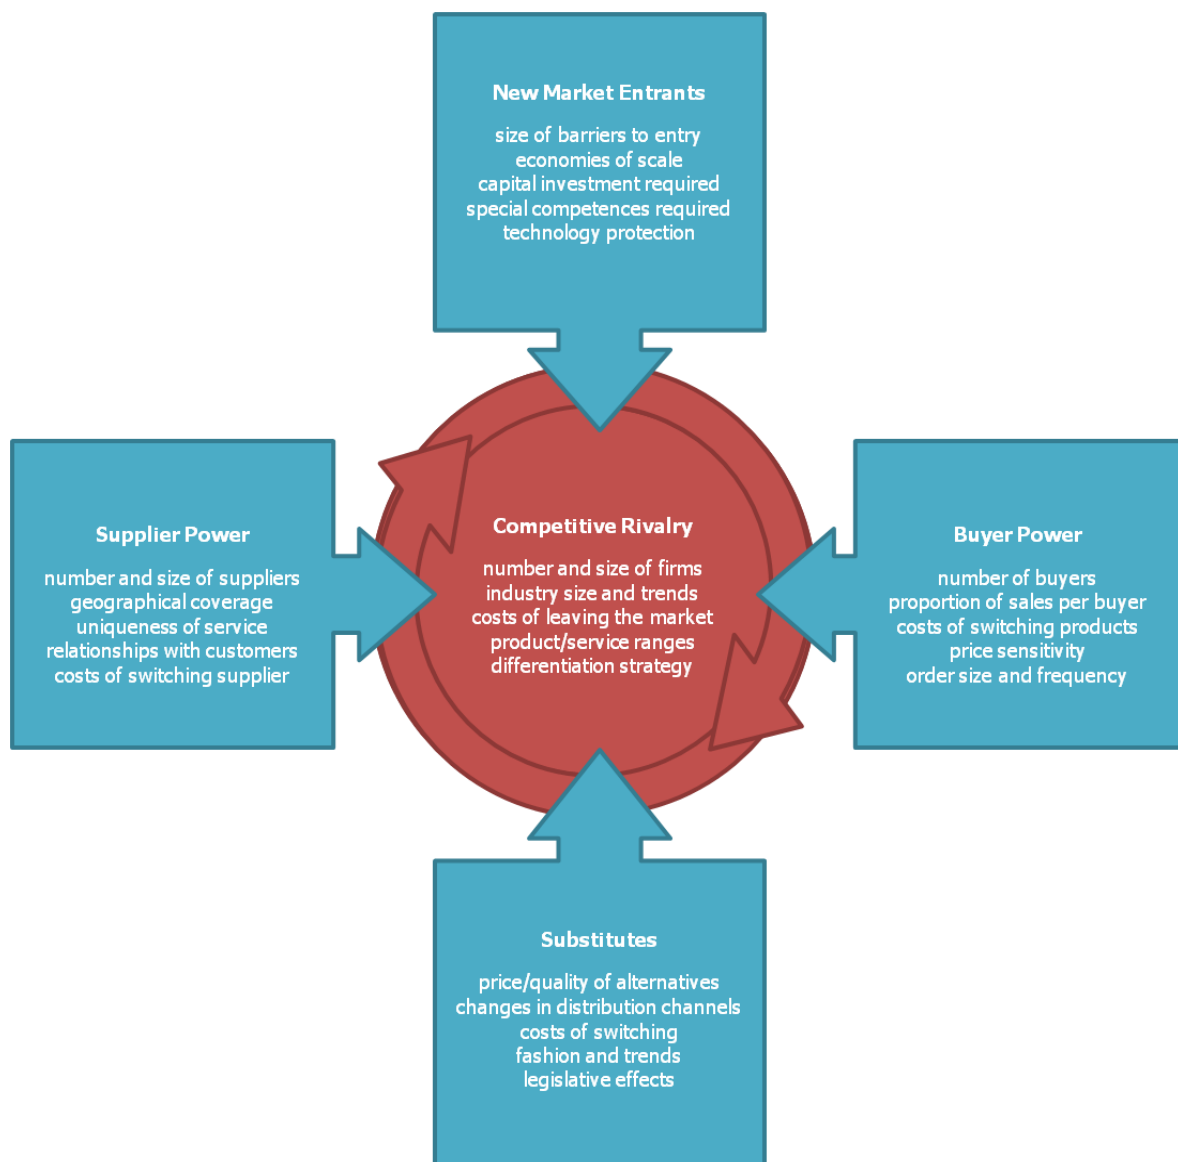 New Market Entrants
size of barriers to entry
economies of scale
capital investment required
special competences required
technology protection
Supplier Power
number and size of suppliers
geographical coverage
uniqueness of service
relationships with customers
costs of switching supplier
Competitive Rivalry
number and size of firms
industry size and trends
costs of leaving the market
product/service ranges
differentiation strategy
Buyer Power
number of buyers
proportion of sales per buyer
costs of switching products
price sensitivity
order size and frequency
Substitutes
price/quality of alternatives
changes in distribution channels
costs of switching
fashion and trends
legislative effects